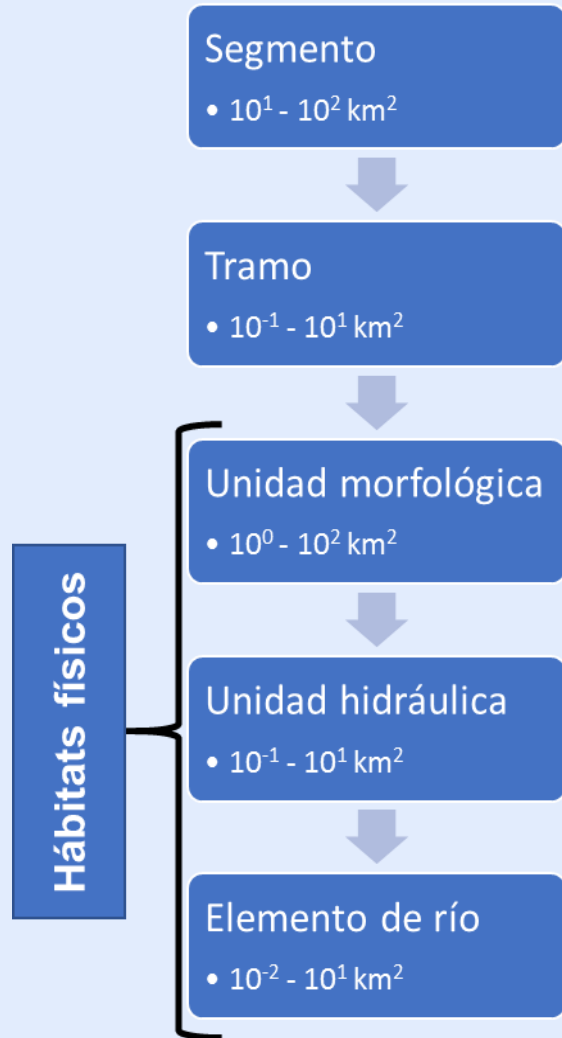 Segmento
• 10¹ - 10² km²
Tramo
• 10⁻¹ - 10¹ km²
Unidad morfológica
• 10⁰ - 10² km²
Unidad hidráulica
• 10⁻¹ - 10¹ km²
Elemento de río
• 10⁻² - 10¹ km²
Hábitats físicos